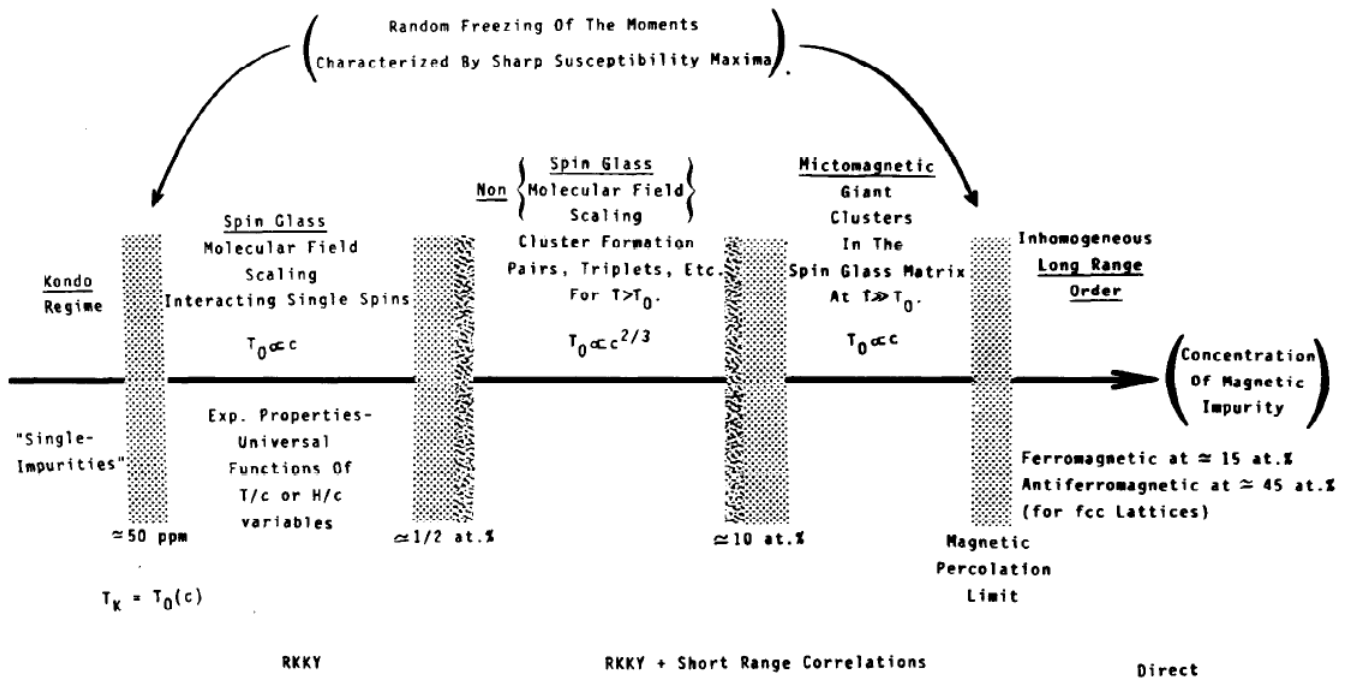 Random Freezing Of The Moments
Characterized By Sharp Susceptibility Maxima.
Kondo
Regime
Spin Glass
Molecular Field
Scaling
Interacting Single Spins
T₀∝c
Non
Spin Glass
Molecular Field
Scaling
Cluster Formation
Pairs, Triplets, Etc.
For T>T₀.
T₀∝c^2/3
Mictomagnetic
Giant
Clusters
In The
Spin Glass Matrix
At T≫T₀.
T₀∝c
Inhomogeneous
Long Range
Order
Concentration
Of Magnetic
Impurity
"Single-
Impurities"
Exp. Properties-
Universal
Functions Of
T/c or H/c
variables
Ferromagnetic at ≃ 15 at.%
Antiferromagnetic at ≃ 45 at.%
(for fcc Lattices)
≃50 ppm
≃1/2 at.%
≃10 at.%
Magnetic
Percolation
Limit
T_K = T₀(c)
RKKY
RKKY + Short Range Correlations
Direct